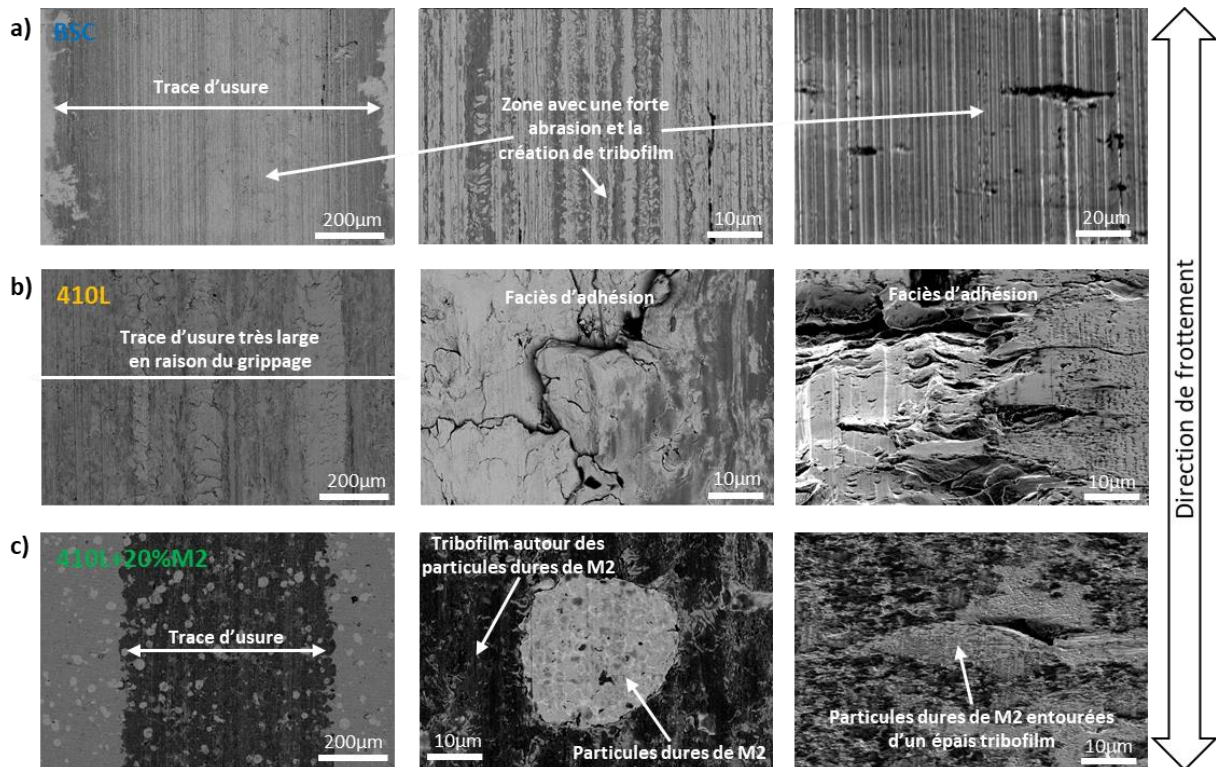 a)
BSC
Trace d'usure
200µm
Zone avec une forte
abrasion et la
création de tribofilm
10µm
20µm
b)
410L
Trace d'usure très large
en raison du grippage
200µm
Faciès d'adhésion
10µm
Faciès d'adhésion
10µm
c)
410L+20%M2
Trace d'usure
200µm
Tribofilm autour des
particules dures de M2
10µm
Particules dures de M2
Particules dures de M2 entourées
d'un épais tribofilm
10µm
Direction de frottement